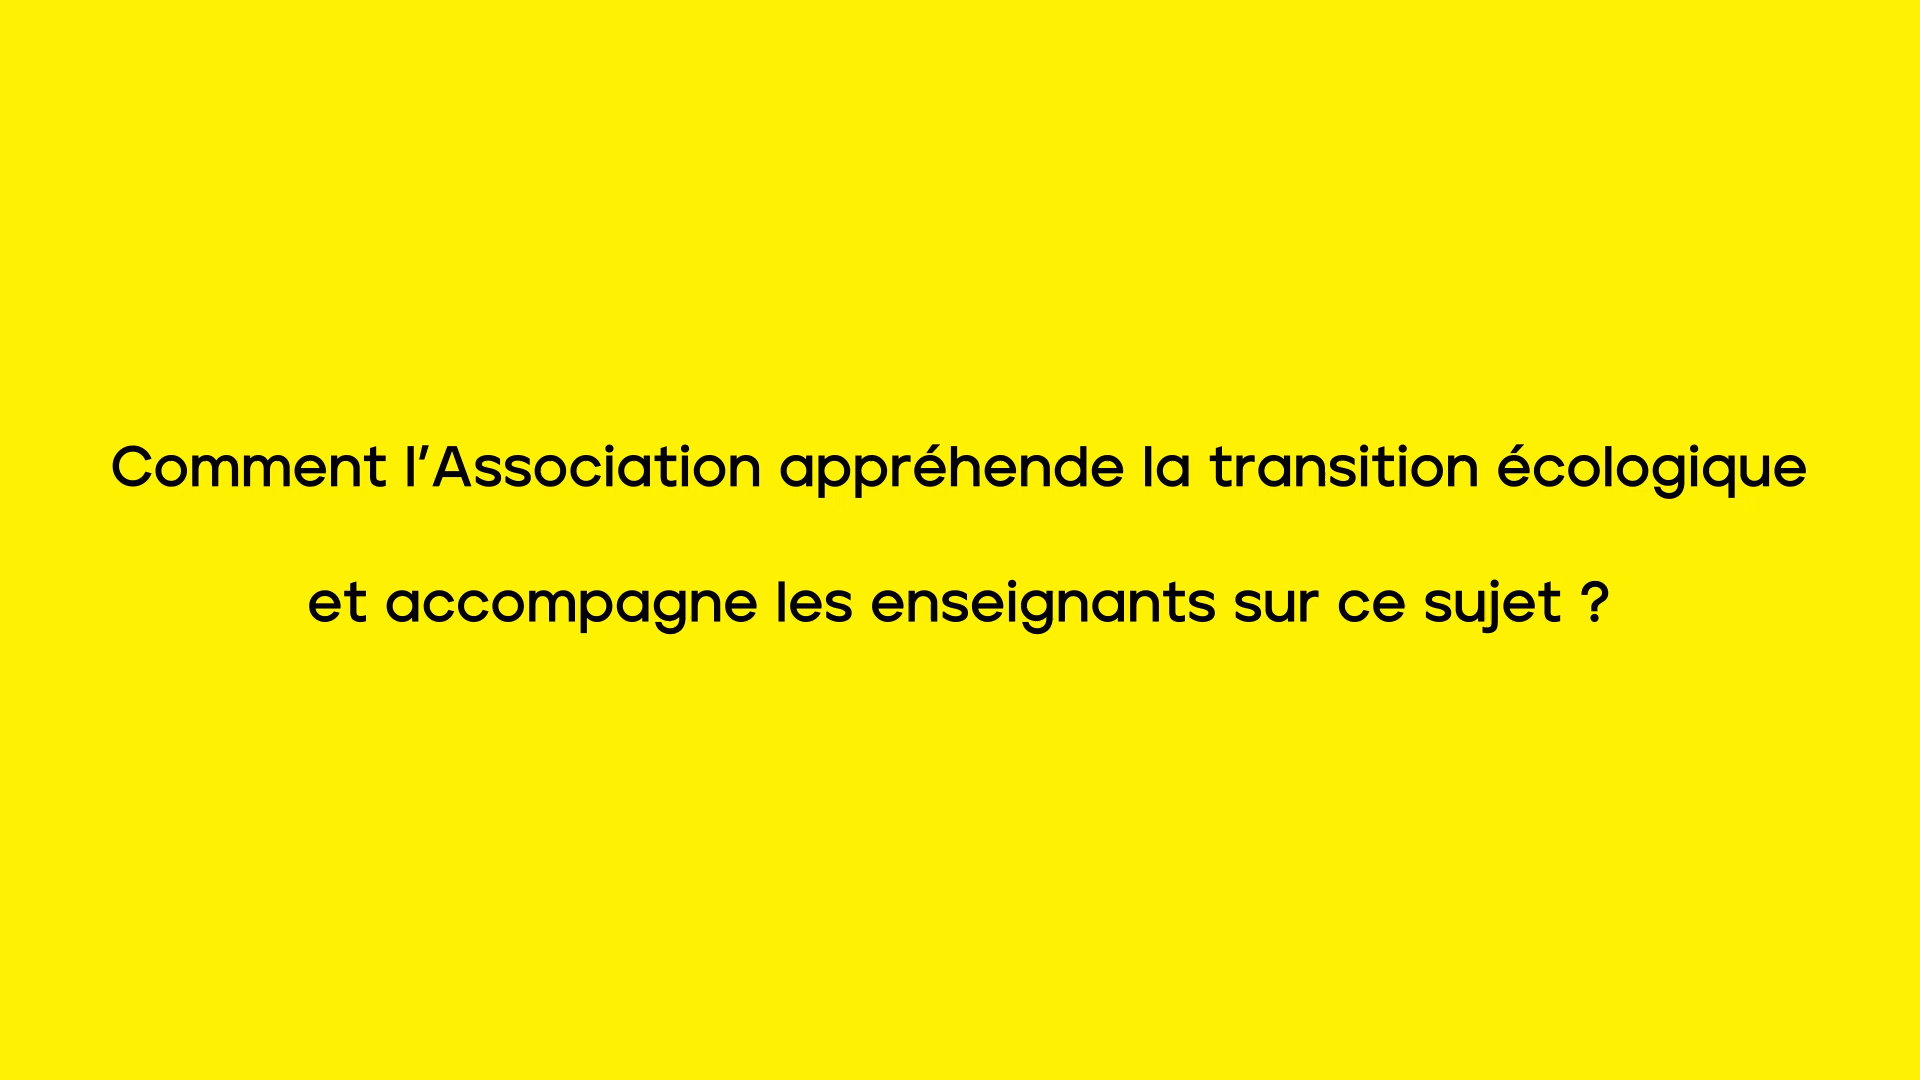 Comment l’Association appréhende la transition écologique
et accompagne les enseignants sur ce sujet ?